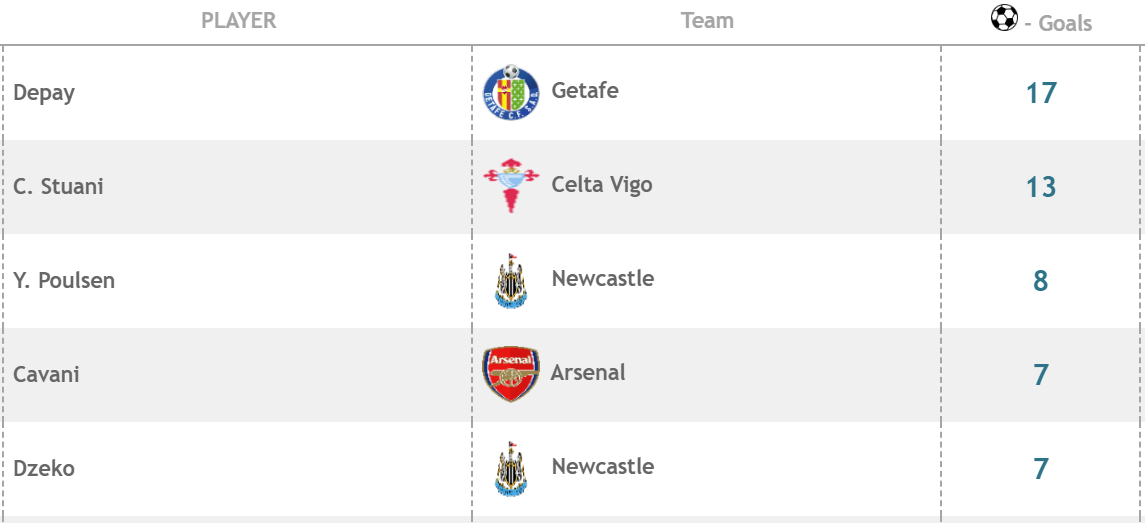 PLAYER Team - Goals
Depay Getafe 17
C. Stuani Celta Vigo 13
Y. Poulsen Newcastle 8
Cavani Arsenal Arsenal 7
Dzeko Newcastle 7